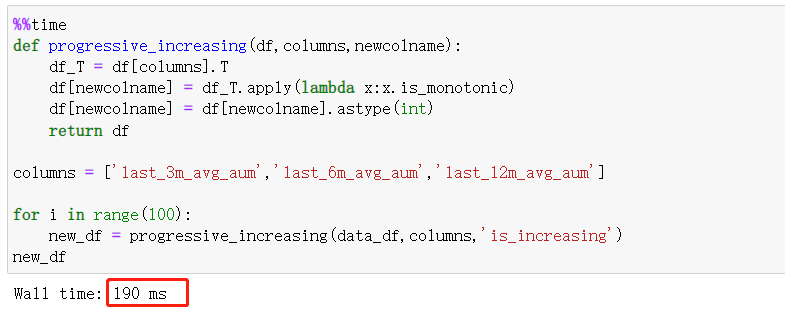 %%time
def progressive_increasing(df,columns,newcolname):
    df_T = df[columns].T
    df[newcolname] = df_T.apply(lambda x:x.is_monotonic)
    df[newcolname] = df[newcolname].astype(int)
    return df
columns = ['last_3m_avg_aum','last_6m_avg_aum','last_12m_avg_aum']
for i in range(100):
    new_df = progressive_increasing(data_df,columns,'is_increasing')
new_df
Wall time: 190 ms